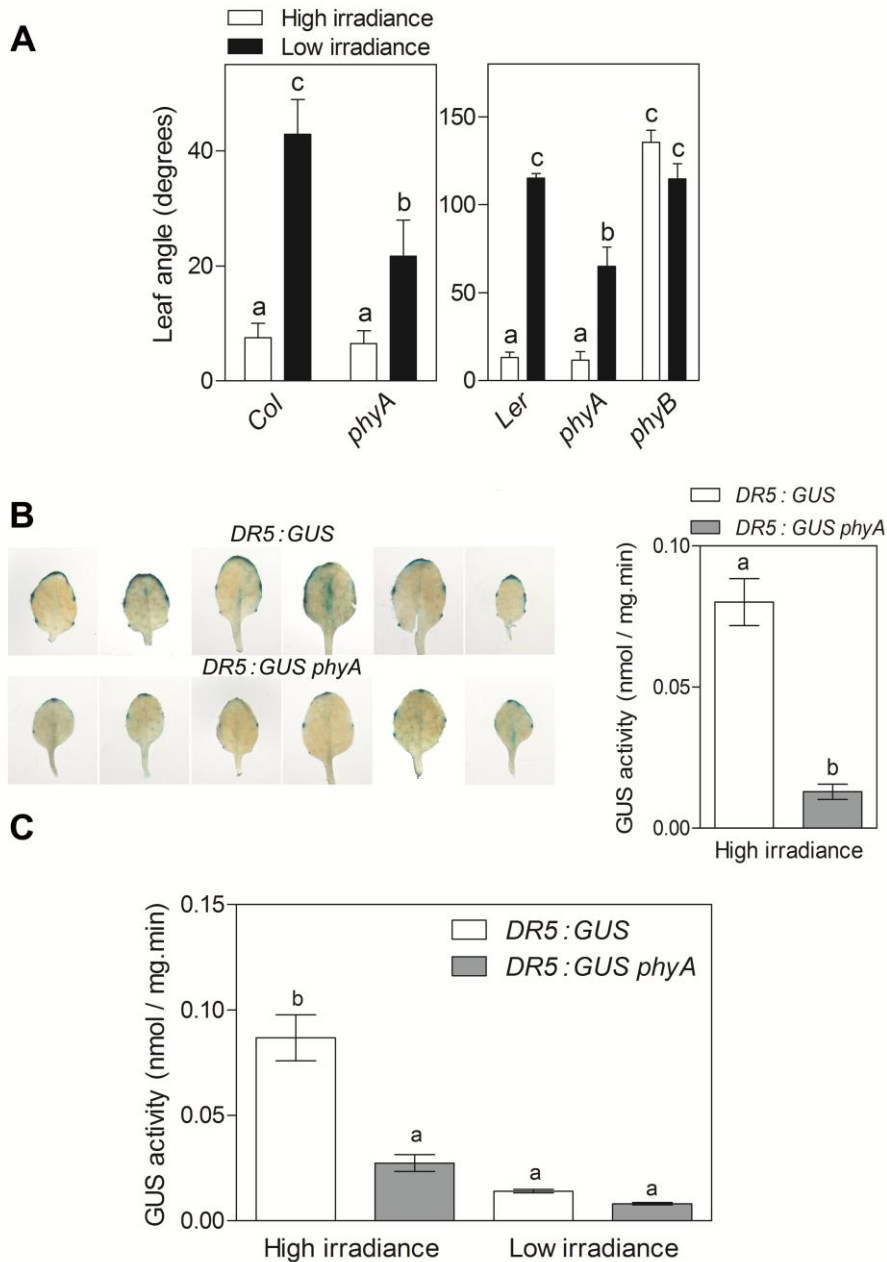 A
High irradiance
Low irradiance
Leaf angle (degrees)
40
20
0
c
b
a
a
Col
phyA
150
100
50
0
c
c
c
b
a
a
Ler
phyA
phyB
B
DR5:GUS
DR5:GUS phyA
DR5:GUS
DR5:GUS phyA
GUS activity (nmol / mg.min)
0.10
0.05
0.00
a
b
High irradiance
C
GUS activity (nmol / mg.min)
0.15
0.10
0.05
0.00
DR5:GUS
DR5:GUS phyA
b
a
a
a
High irradiance
Low irradiance